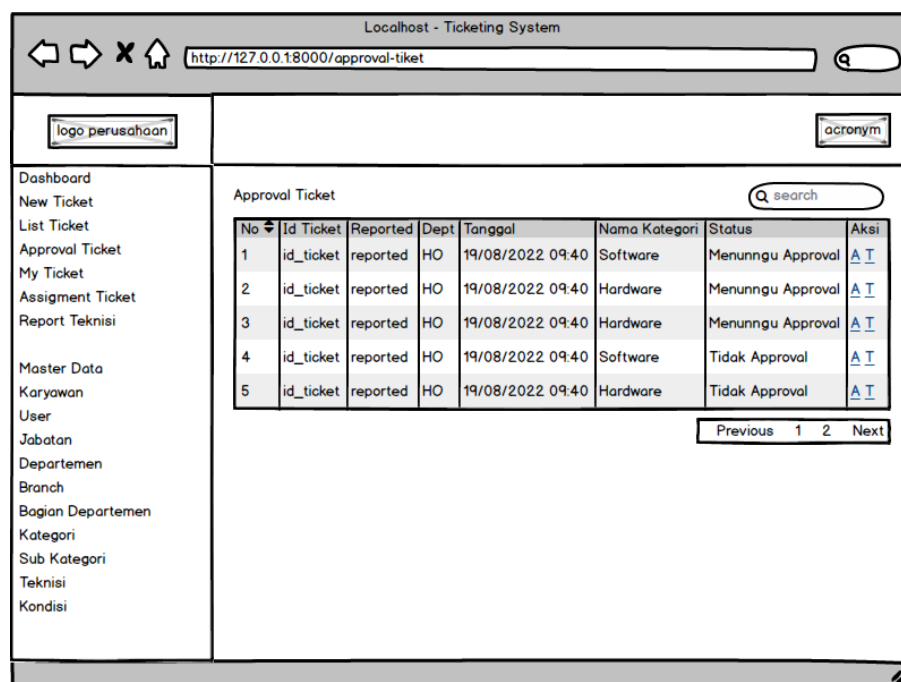 Localhost - Ticketing System
http://127.0.0.1:8000/approval-tiket
logo perusahaan
acronym
Dashboard
New Ticket
List Ticket
Approval Ticket
My Ticket
Assigment Ticket
Report Teknisi
Master Data
Karyawan
User
Jabatan
Departemen
Branch
Bagian Departemen
Kategori
Sub Kategori
Teknisi
Kondisi
Approval Ticket
search
No Id Ticket Reported Dept Tanggal Nama Kategori Status Aksi
1 id_ticket reported HO 19/08/2022 09:40 Software Menunngu Approval A T
2 id_ticket reported HO 19/08/2022 09:40 Hardware Menunngu Approval A T
3 id_ticket reported HO 19/08/2022 09:40 Hardware Menunngu Approval A T
4 id_ticket reported HO 19/08/2022 09:40 Software Tidak Approval A T
5 id_ticket reported HO 19/08/2022 09:40 Hardware Tidak Approval A T
Previous 1 2 Next